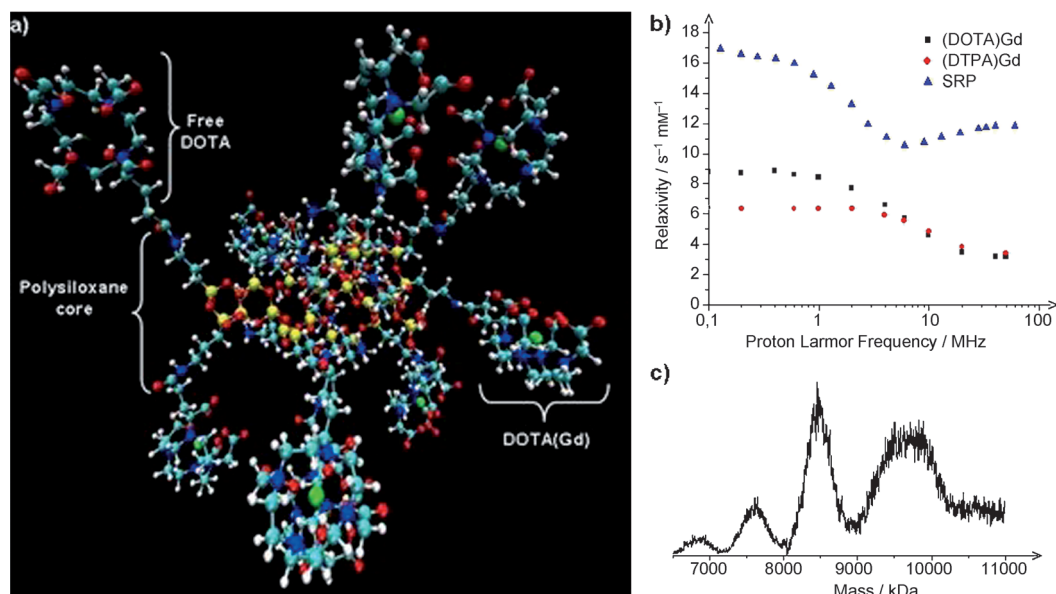 a)
Free
DOTA
Polysiloxane
core
DOTA(Gd)
b)
18
16
14
12
10
8
6
4
2
0
Relaxivity / s⁻¹ mM⁻¹
(DOTA)Gd
(DTPA)Gd
SRP
0,1
1
10
100
Proton Larmor Frequency / MHz
c)
7000
8000
9000
10000
11000
Mass / kDa